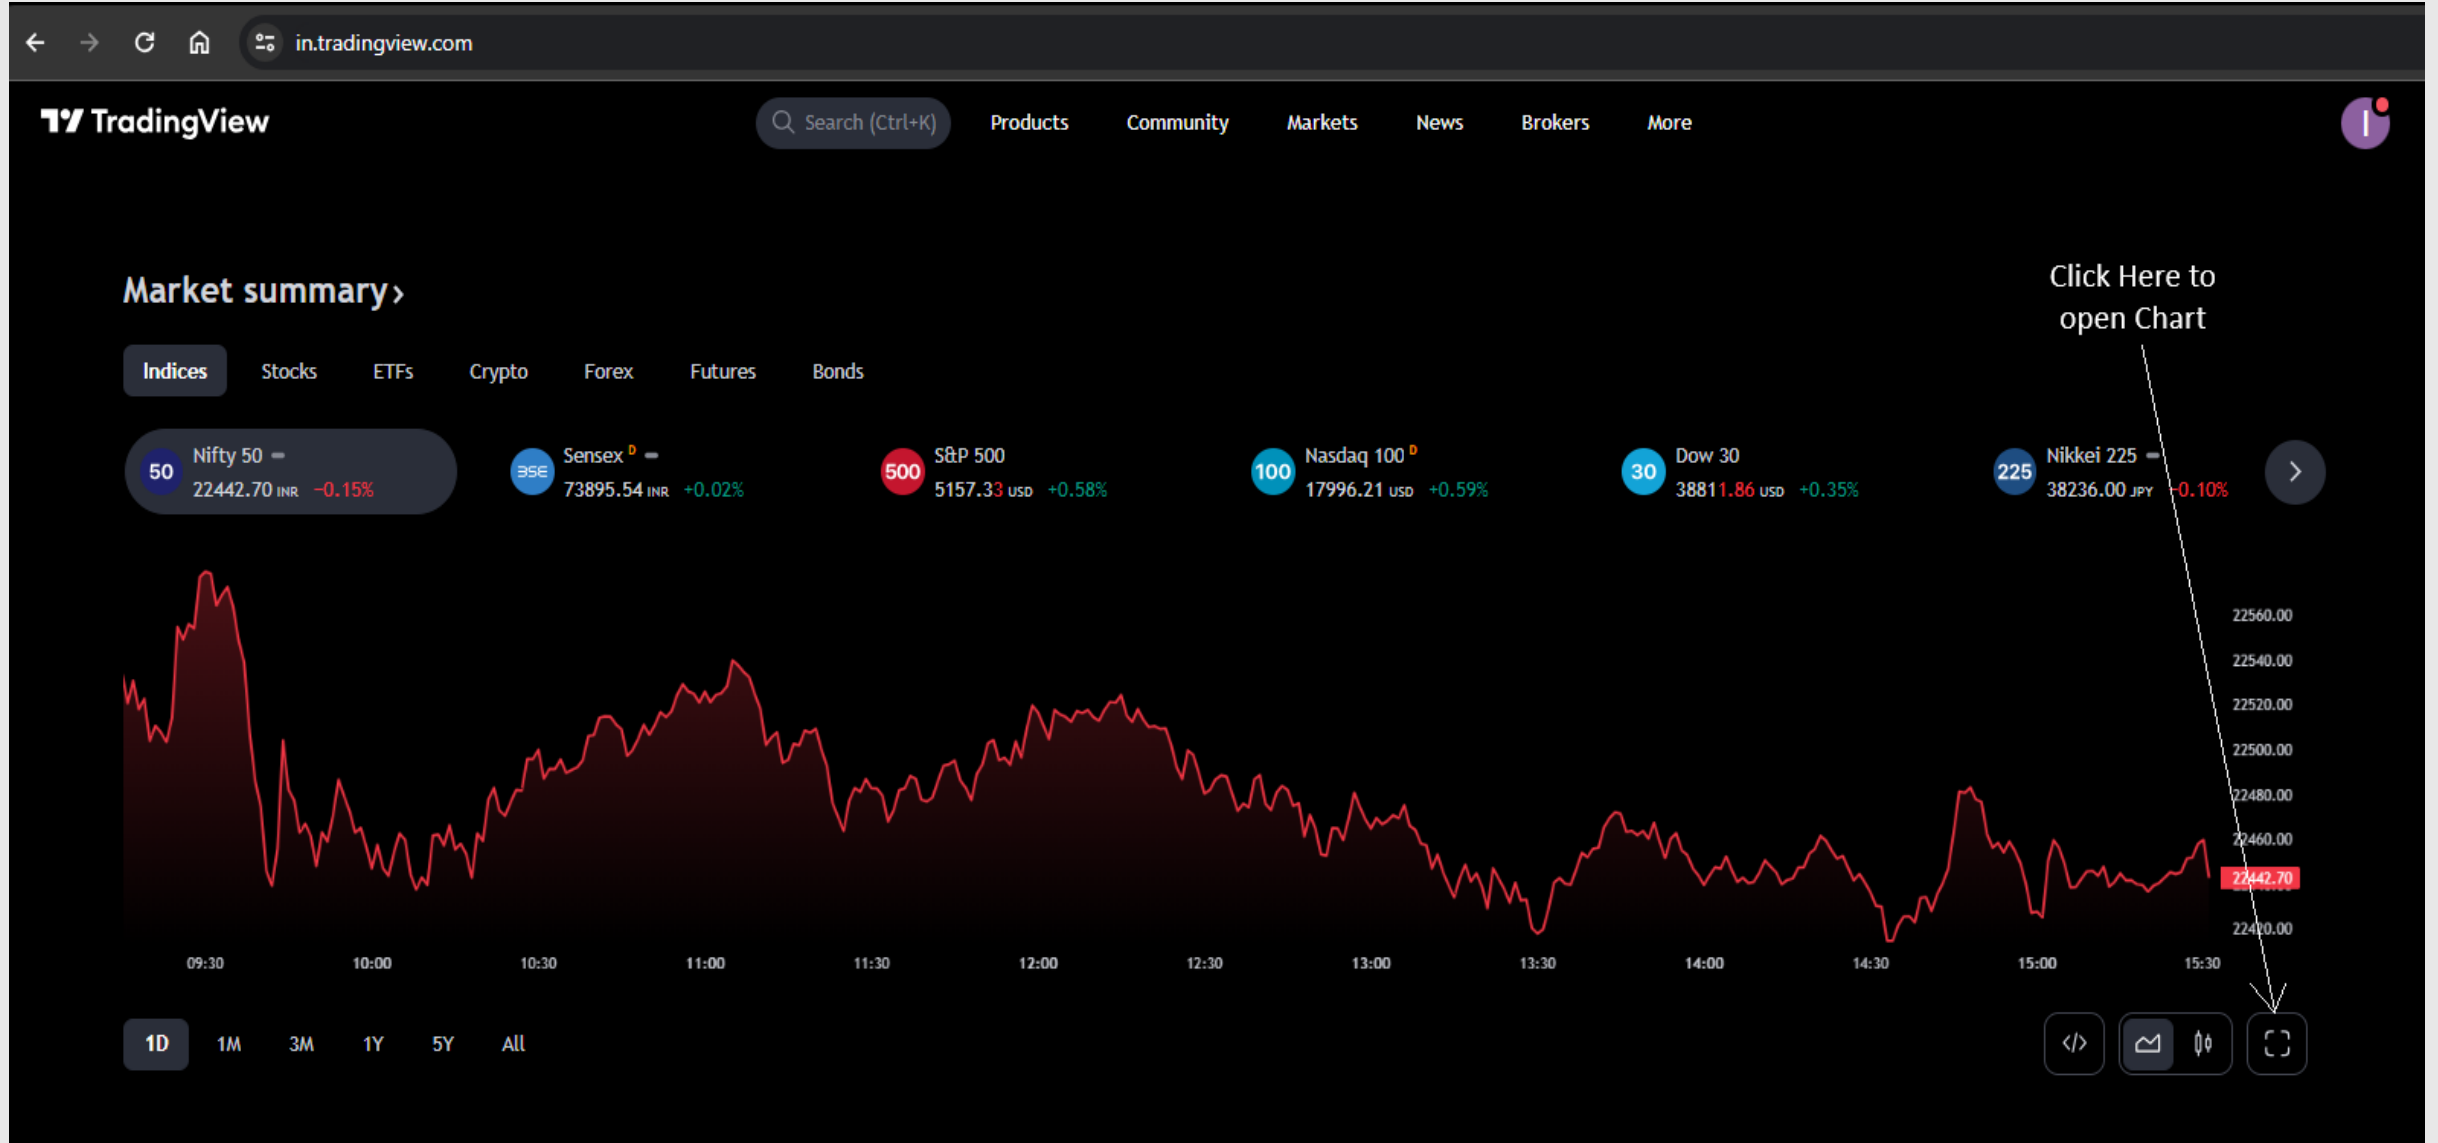 in.tradingview.com
TradingView
Search (Ctrl+K)
Products
Community
Markets
News
Brokers
More
I
Market summary
Click Here to
open Chart
Indices
Stocks
ETFs
Crypto
Forex
Futures
Bonds
50
Nifty 50
22442.70 INR −0.15%
BSE
Sensex D
73895.54 INR +0.02%
500
S&P 500
5157.33 USD +0.58%
100
Nasdaq 100 D
17996.21 USD +0.59%
30
Dow 30
38811.86 USD +0.35%
225
Nikkei 225
38236.00 JPY −0.10%
22560.00
22540.00
22520.00
22500.00
22480.00
22460.00
22442.70
22420.00
09:30
10:00
10:30
11:00
11:30
12:00
12:30
13:00
13:30
14:00
14:30
15:00
15:30
1D
1M
3M
1Y
5Y
All